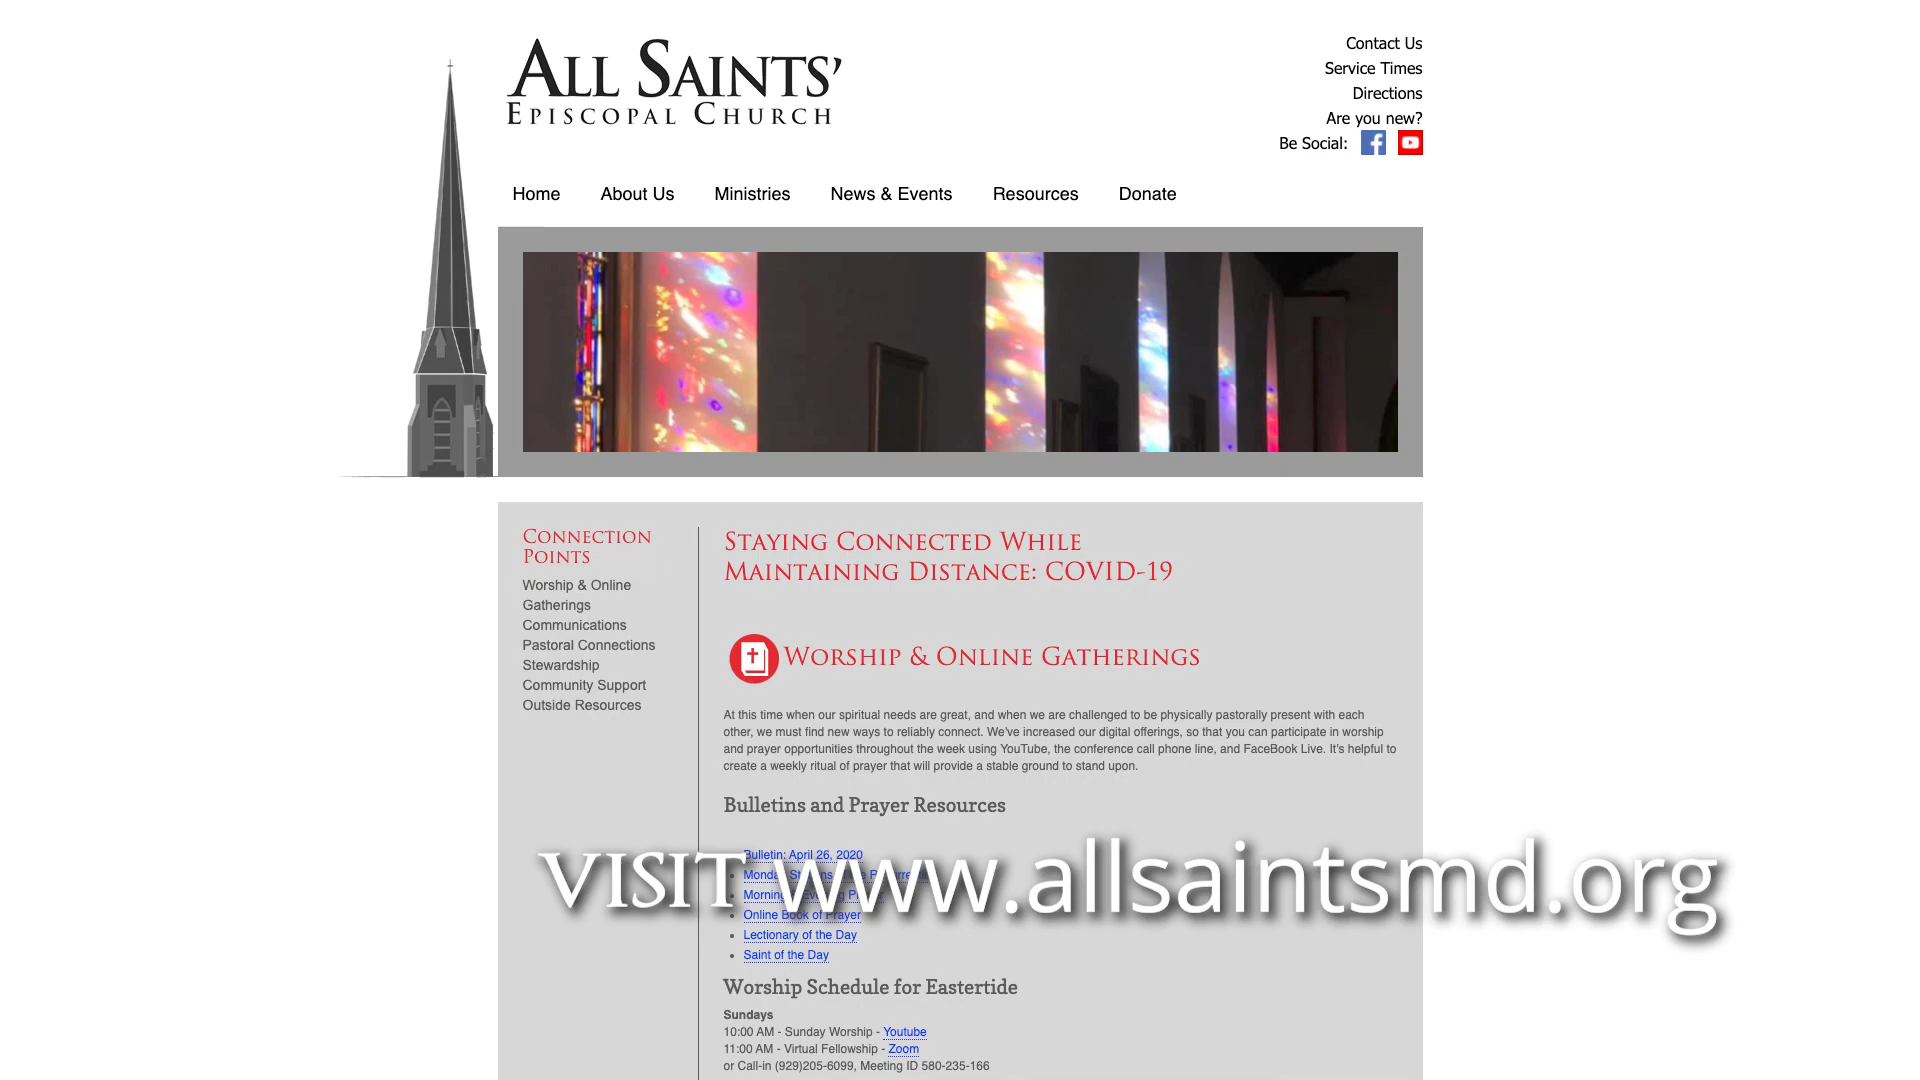 ALL SAINTS'
EPISCOPAL CHURCH
Contact Us
Service Times
Directions
Are you new?
Be Social:
Home About Us Ministries News & Events Resources Donate
CONNECTION
POINTS
Worship & Online
Gatherings
Communications
Pastoral Connections
Stewardship
Community Support
Outside Resources
STAYING CONNECTED WHILE
MAINTAINING DISTANCE: COVID-19
WORSHIP & ONLINE GATHERINGS
At this time when our spiritual needs are great, and when we are challenged to be physically pastorally present with each
other, we must find new ways to reliably connect. We've increased our digital offerings, so that you can participate in worship
and prayer opportunities throughout the week using YouTube, the conference call phone line, and FaceBook Live. It's helpful to
create a weekly ritual of prayer that will provide a stable ground to stand upon.
Bulletins and Prayer Resources
Bulletin: April 26, 2020
Online Book of Prayer
Lectionary of the Day
Saint of the Day
VISIT www.allsaintsmd.org
Worship Schedule for Eastertide
Sundays
10:00 AM - Sunday Worship - Youtube
11:00 AM - Virtual Fellowship - Zoom
or Call-in (929)205-6099, Meeting ID 580-235-166